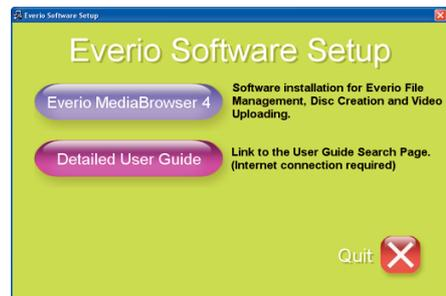 Everio Software Setup
Everio Software Setup
Everio MediaBrowser 4
Software installation for Everio File
Management, Disc Creation and Video
Uploading.
Detailed User Guide
Link to the User Guide Search Page.
(Internet connection required)
Quit